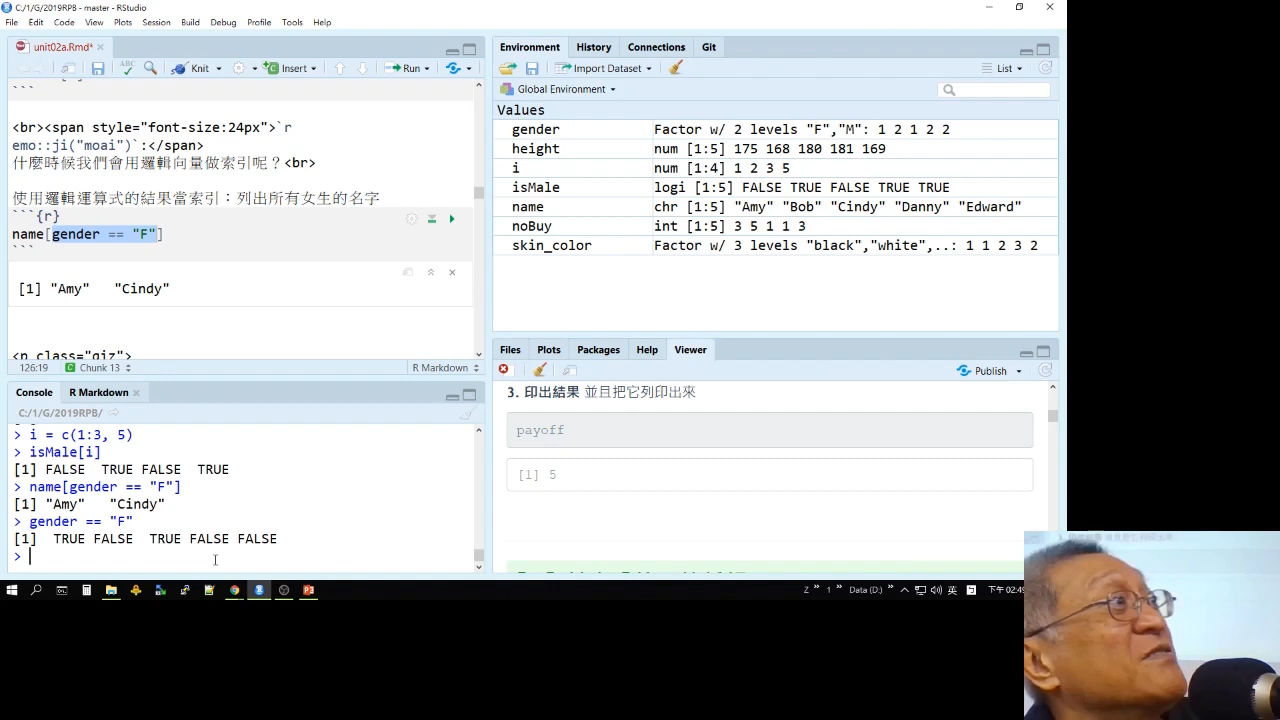 C:/1/G/2019RPB - master - RStudio
File Edit Code View Plots Session Build Debug Profile Tools Help
unit02a.Rmd*
ABC Knit Insert Run
```
<br><span style="font-size:24px">`r
emo::ji("moai")`:</span>
什麼時候我們會用邏輯向量做索引呢？<br>
使用邏輯運算式的結果當索引：列出所有女生的名字
```{r}
name[gender == "F"]
```
[1] "Amy" "Cindy"
<p class="qiz">
126:19 Chunk 13 R Markdown
Console R Markdown
C:/1/G/2019RPB/
> i = c(1:3, 5)
> isMale[i]
[1] FALSE TRUE FALSE TRUE
> name[gender == "F"]
[1] "Amy" "Cindy"
> gender == "F"
[1] TRUE FALSE TRUE FALSE FALSE
>
Environment History Connections Git
Import Dataset List
Global Environment
Values
gender Factor w/ 2 levels "F","M": 1 2 1 2 2
height num [1:5] 175 168 180 181 169
i num [1:4] 1 2 3 5
isMale logi [1:5] FALSE TRUE FALSE TRUE TRUE
name chr [1:5] "Amy" "Bob" "Cindy" "Danny" "Edward"
noBuy int [1:5] 3 5 1 1 3
skin_color Factor w/ 3 levels "black","white",..: 1 1 2 3 2
Files Plots Packages Help Viewer
Publish
3. 印出結果 並且把它列印出來
payoff
[1] 5
Z » 1 » Data (D:) » 英 下午 02:49